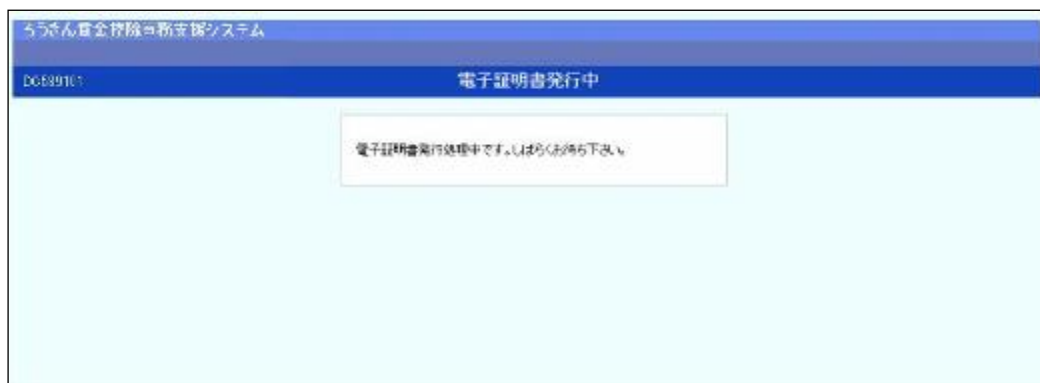 ろうきん賃金控除事務支援システム
電子証明書発行中
電子証明書発行処理中です。しばらくお待ち下さい。